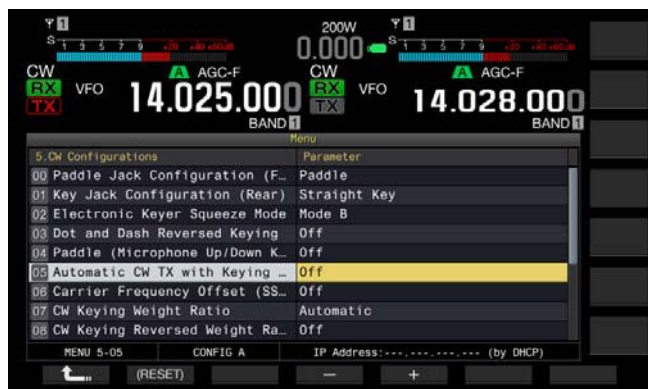 200W
1 1
S 1 3 5 7 9 +20 +40 +60dB 0.000 S 1 3 5 7 9 +20 +40 +60dB
CW A AGC-F CW A AGC-F
RX TX VFO 14.025.000 RX TX VFO 14.028.000
BAND 1 BAND 1
Menu
5.CW Configurations Parameter
00 Paddle Jack Configuration (F… Paddle
01 Key Jack Configuration (Rear) Straight Key
02 Electronic Keyer Squeeze Mode Mode B
03 Dot and Dash Reversed Keying Off
04 Paddle (Microphone Up/Down K… Off
05 Automatic CW TX with Keying … Off
06 Carrier Frequency Offset (SS… Off
07 CW Keying Weight Ratio Automatic
08 CW Keying Reversed Weight Ra… Off
MENU 5-05 CONFIG A IP Address:---.---.---.--- (by DHCP)
(RESET) − +